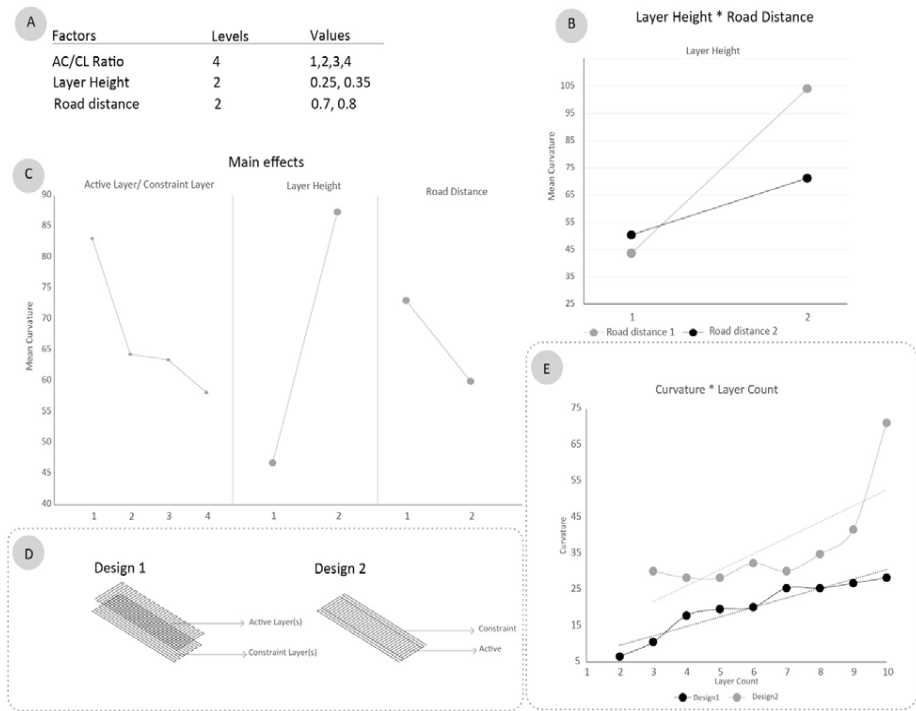 A
Factors Levels Values
AC/CL Ratio 4 1,2,3,4
Layer Height 2 0.25, 0.35
Road distance 2 0.7, 0.8
B
Layer Height * Road Distance
Layer Height
Mean Curvature
105
95
85
75
65
55
45
35
25
1 2
Road distance 1 Road distance 2
C
Main effects
Active Layer/ Constraint Layer Layer Height Road Distance
Mean Curvature
90
85
80
75
70
65
60
55
50
45
40
1 2 3 4 1 2 1 2
D
Design 1 Design 2
Active Layer(s)
Constraint Layer(s)
Constraint
Active
E
Curvature * Layer Count
Curvature
75
65
55
45
35
25
15
5
1 2 3 4 5 6 7 8 9 10
Layer Count
Design1 Design2